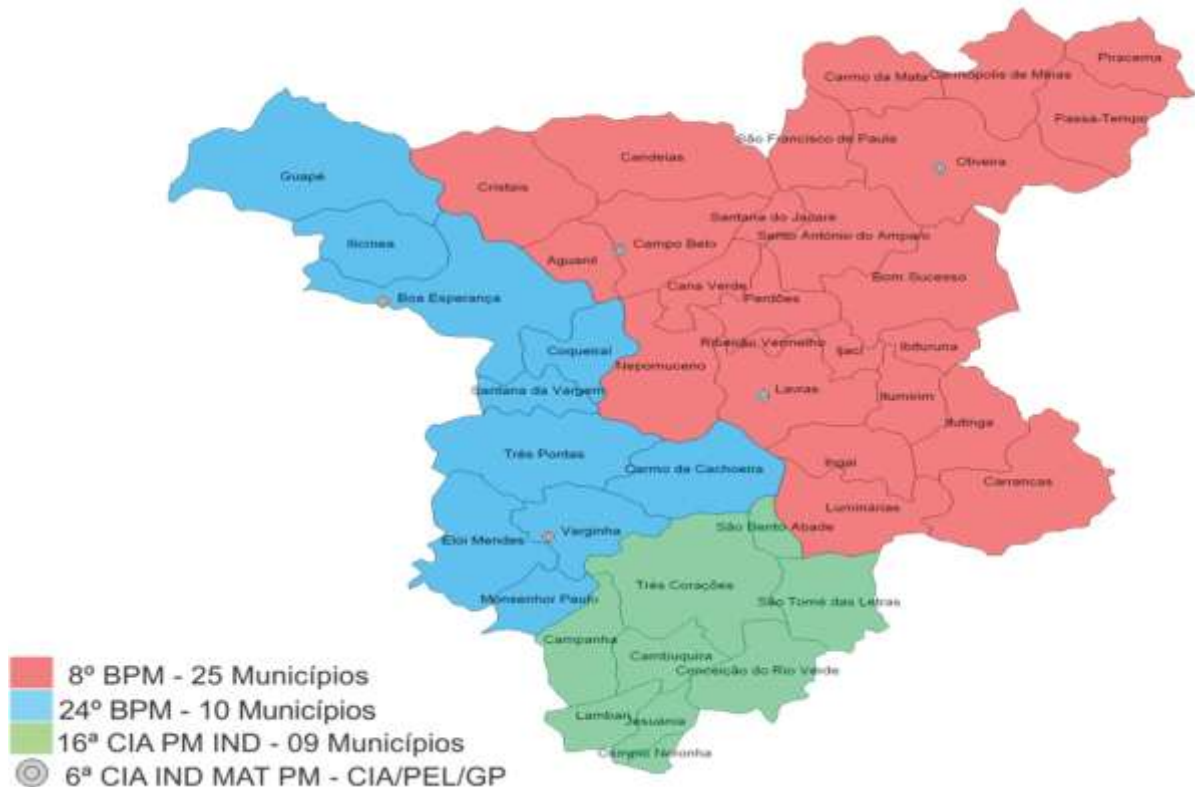 Piracema
Carmo da Mata
Carmópolis de Minas
Passa-Tempo
São Francisco de Paula
Candeias
Oliveira
Guapé
Cristais
Santana do Jacaré
Santo Antônio do Amparo
Ilicínea
Campo Belo
Aguanil
Bom Sucesso
Cana Verde
Boa Esperança
Perdões
Ribeirão Vermelho
Ijaci
Ibituruna
Coqueiral
Nepomuceno
Santana da Vargem
Lavras
Itumirim
Itutinga
Três Pontas
Carmo da Cachoeira
Ingaí
Carrancas
Luminárias
São Bento Abade
Varginha
Elói Mendes
Três Corações
Monsenhor Paulo
São Tomé das Letras
Campanha
Cambuquira
Conceição do Rio Verde
Lambari
Jesuânia
8º BPM - 25 Municípios
24º BPM - 10 Municípios
16ª CIA PM IND - 09 Municípios
6ª CIA IND MAT PM - CIA/PEL/GP